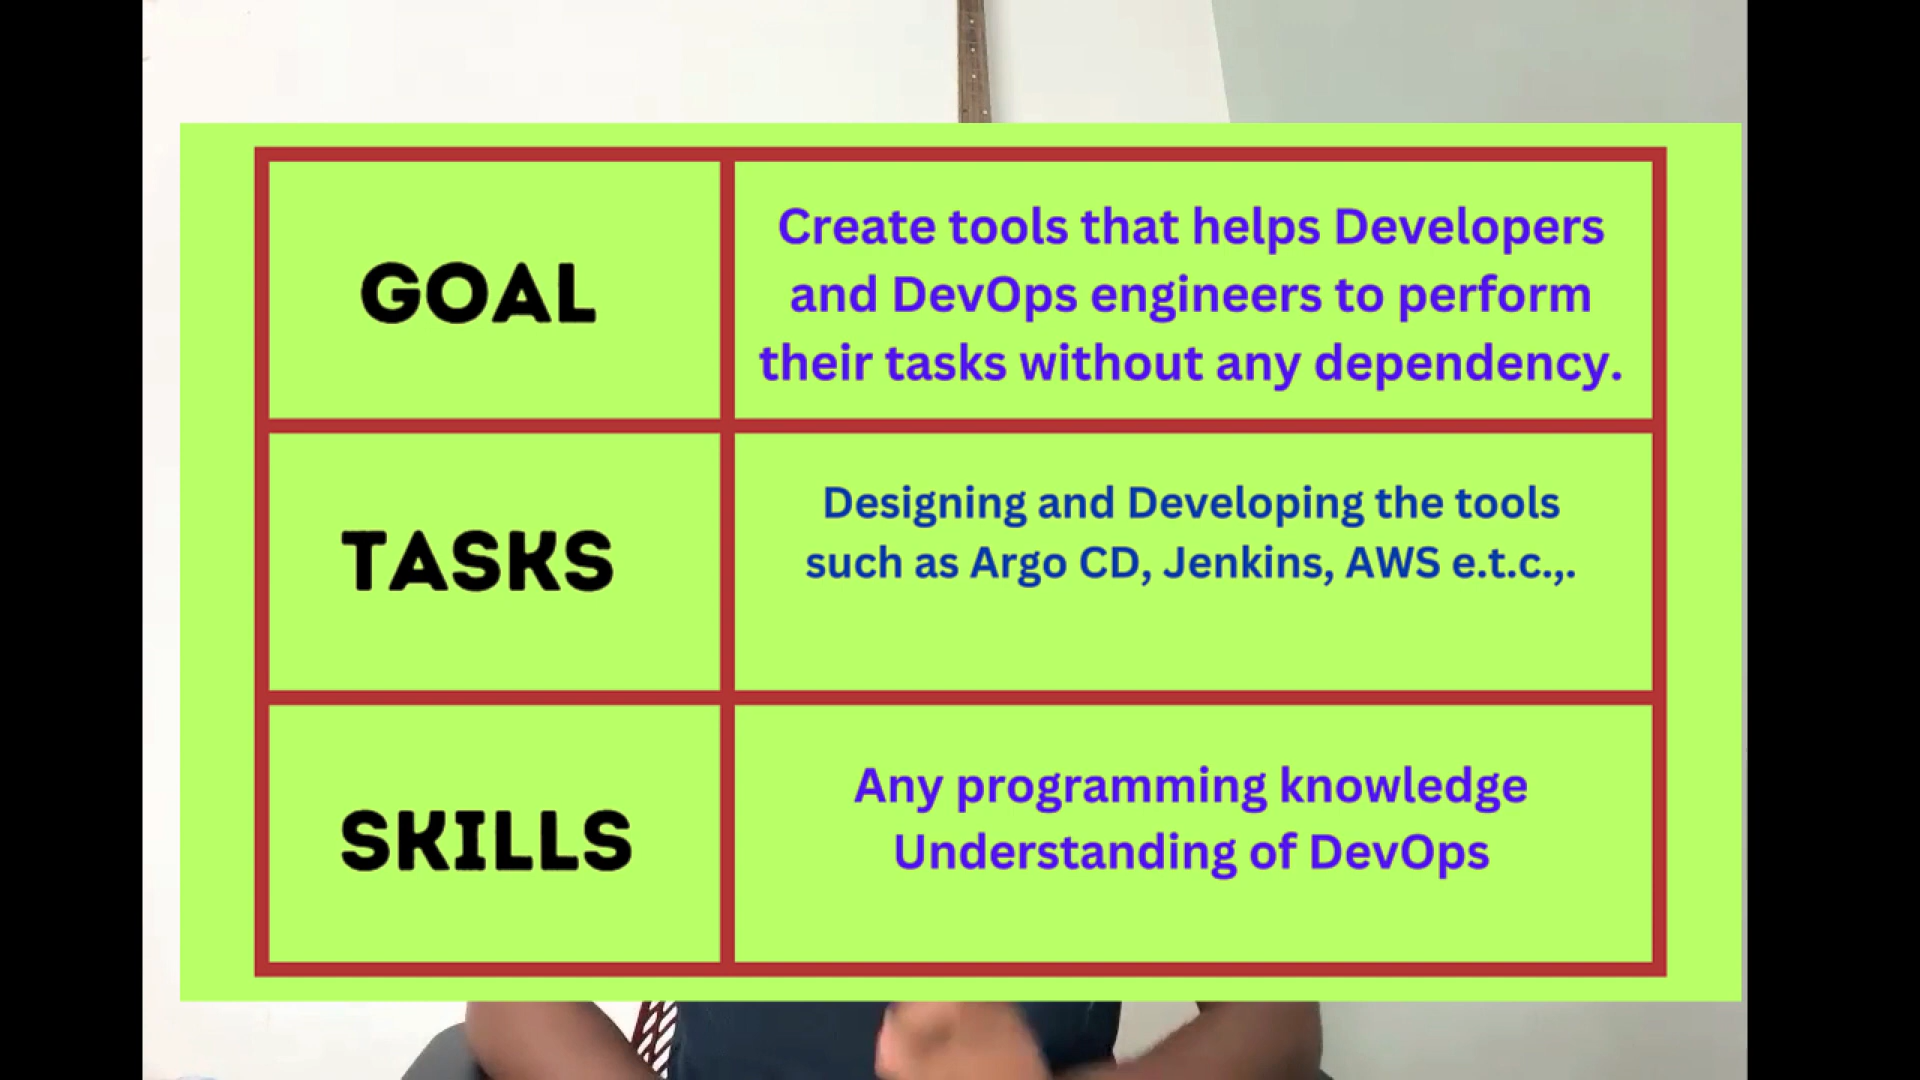 GOAL
Create tools that helps Developers
and DevOps engineers to perform
their tasks without any dependency.
TASKS
Designing and Developing the tools
such as Argo CD, Jenkins, AWS e.t.c.,.
SKILLS
Any programming knowledge
Understanding of DevOps